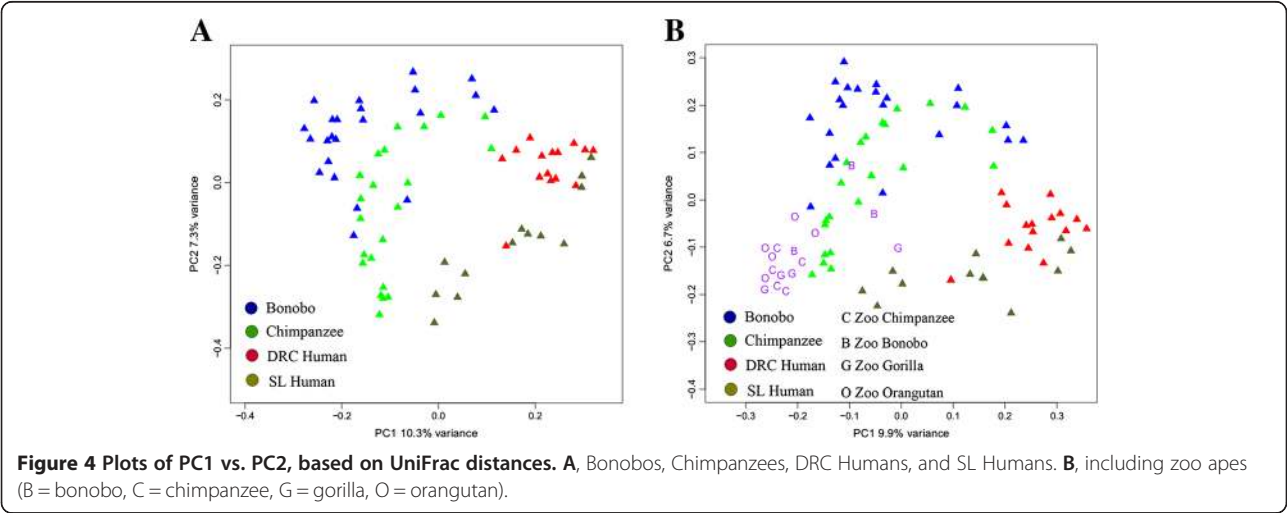 A
B
PC2 7.3% variance
0.2
0.0
−0.2
−0.4
−0.4
−0.2
0.0
0.2
PC1 10.3% variance
Bonobo
Chimpanzee
DRC Human
SL Human
PC2 6.7% variance
0.3
0.2
0.1
0.0
−0.1
−0.2
−0.3
−0.4
−0.3
−0.2
−0.1
0.0
0.1
0.2
0.3
PC1 9.9% variance
B
O
B
O
G
O C
B
O
C
C
G
G
O
C
G
C
Bonobo
Chimpanzee
DRC Human
SL Human
C Zoo Chimpanzee
B Zoo Bonobo
G Zoo Gorilla
O Zoo Orangutan
Figure 4 Plots of PC1 vs. PC2, based on UniFrac distances. A, Bonobos, Chimpanzees, DRC Humans, and SL Humans. B, including zoo apes
(B = bonobo, C = chimpanzee, G = gorilla, O = orangutan).